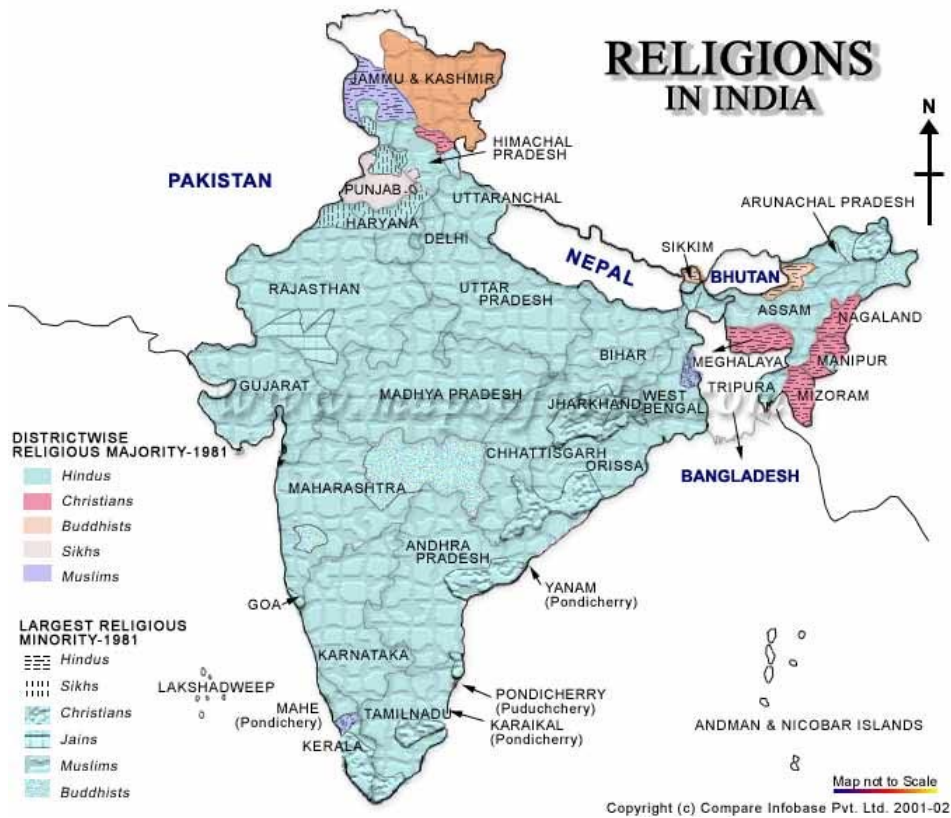 RELIGIONS
IN INDIA
N
JAMMU & KASHMIR
HIMACHAL
PRADESH
PAKISTAN
PUNJAB
UTTARANCHAL
ARUNACHAL PRADESH
HARYANA
DELHI
SIKKIM
NEPAL
BHUTAN
RAJASTHAN
UTTAR
PRADESH
ASSAM
NAGALAND
BIHAR
MEGHALAYA
MANIPUR
GUJARAT
MADHYA PRADESH
JHARKHAND
WEST
BENGAL
TRIPURA
MIZORAM
CHHATTISGARH
ORISSA
BANGLADESH
DISTRICTWISE
RELIGIOUS MAJORITY-1981
Hindus
Christians
Buddhists
Sikhs
Muslims
MAHARASHTRA
ANDHRA
PRADESH
YANAM
(Pondicherry)
GOA
LARGEST RELIGIOUS
MINORITY-1981
Hindus
Sikhs
Christians
Jains
Muslims
Buddhists
KARNATAKA
LAKSHADWEEP
MAHE
(Pondichery)
TAMILNADU
KERALA
PONDICHERRY
(Puduchery)
KARAIKAL
(Pondicherry)
ANDMAN & NICOBAR ISLANDS
Map not to Scale
Copyright (c) Compare Infobase Pvt. Ltd. 2001-02